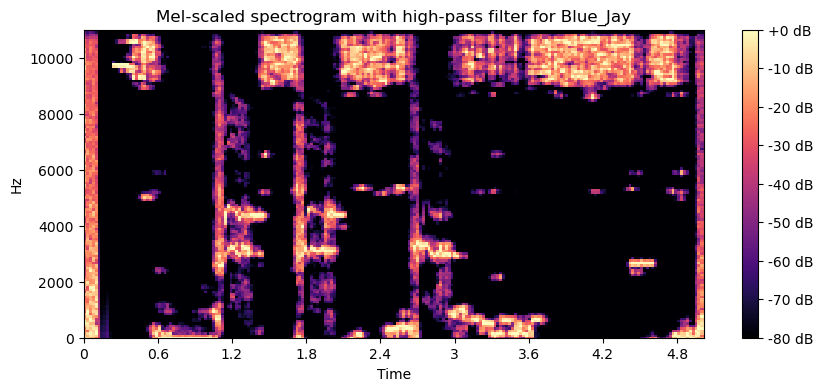 Mel-scaled spectrogram with high-pass filter for Blue_Jay
Hz
10000
8000
6000
4000
2000
0
0 0.6 1.2 1.8 2.4 3 3.6 4.2 4.8
Time
+0 dB
-10 dB
-20 dB
-30 dB
-40 dB
-50 dB
-60 dB
-70 dB
-80 dB